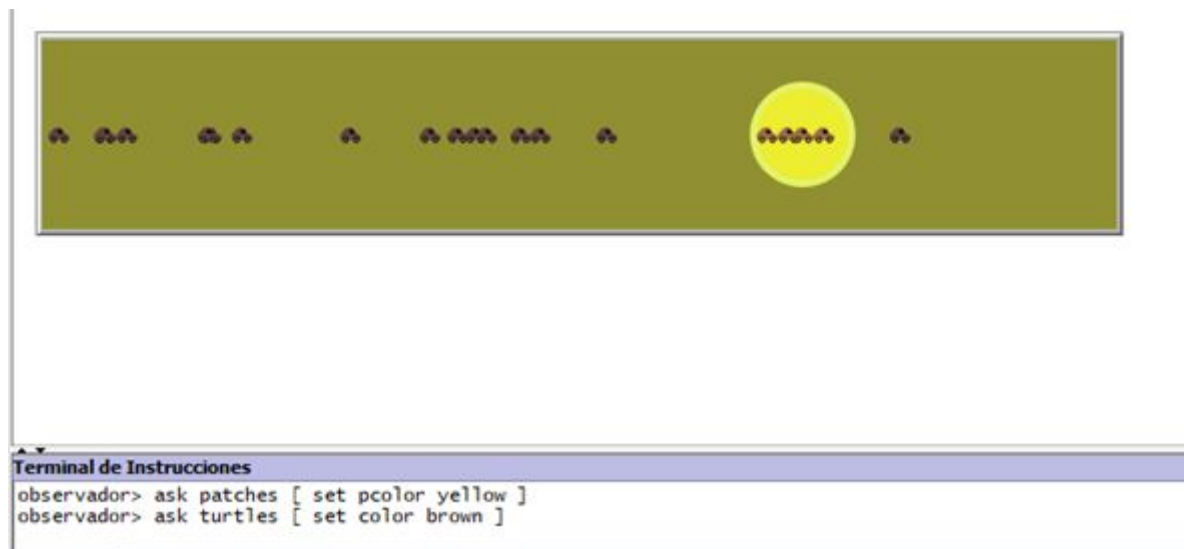 Terminal de Instrucciones
observador> ask patches [ set pcolor yellow ]
observador> ask turtles [ set color brown ]